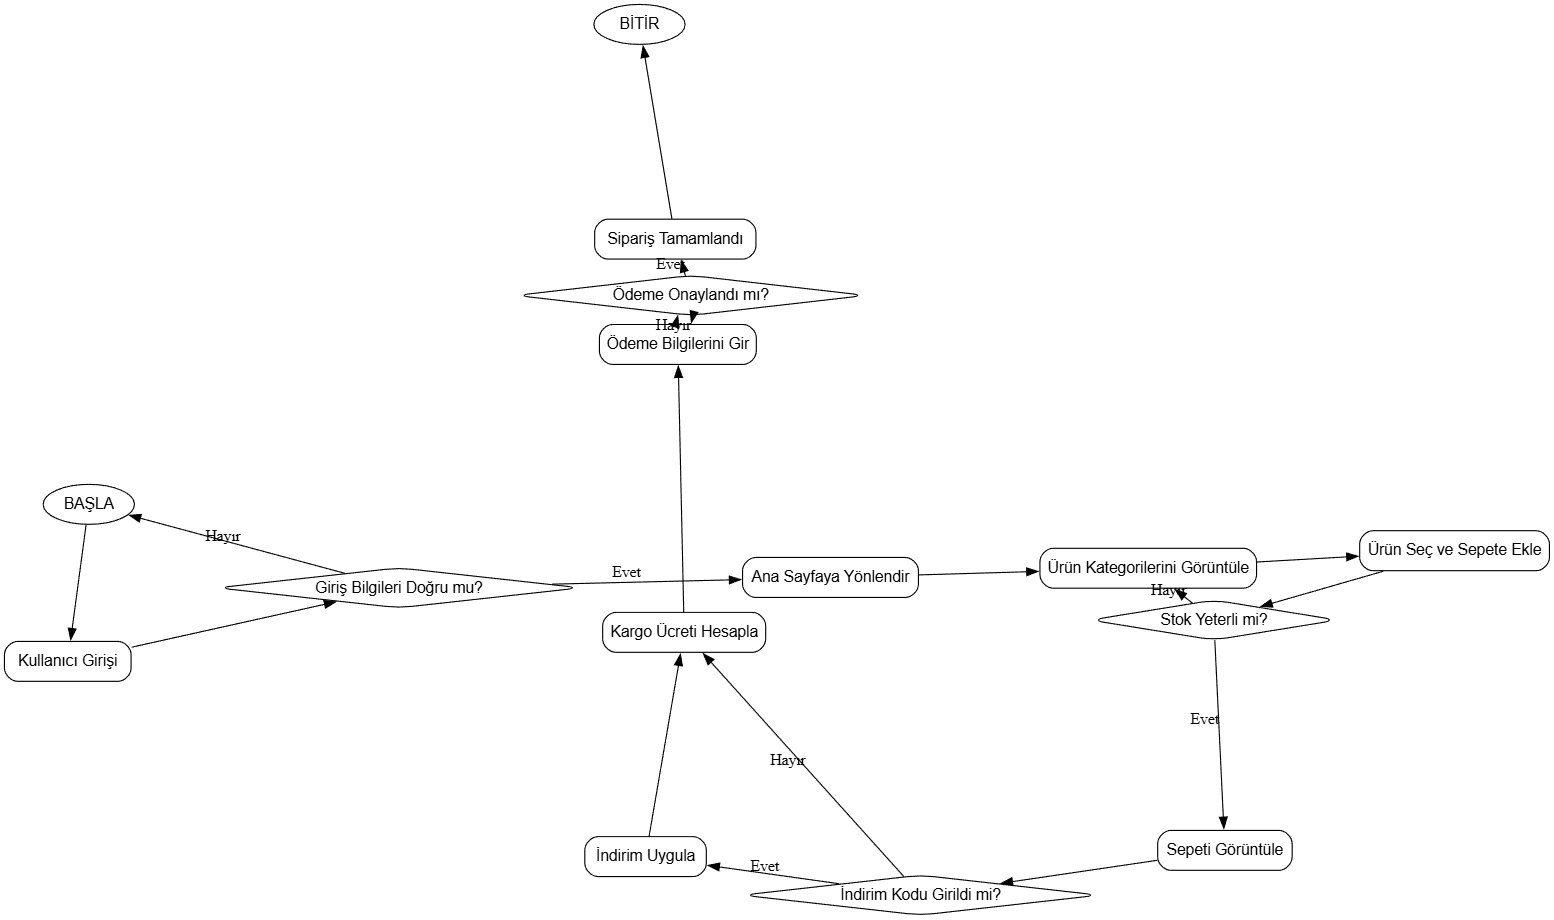 BİTİR
Sipariş Tamamlandı
Evet
Ödeme Onaylandı mı?
Hayır
Ödeme Bilgilerini Gir
BAŞLA
Hayır
Giriş Bilgileri Doğru mu?
Evet
Ana Sayfaya Yönlendir
Ürün Kategorilerini Görüntüle
Ürün Seç ve Sepete Ekle
Hayır
Stok Yeterli mi?
Kullanıcı Girişi
Kargo Ücreti Hesapla
Evet
Hayır
İndirim Uygula
Evet
Sepeti Görüntüle
İndirim Kodu Girildi mi?